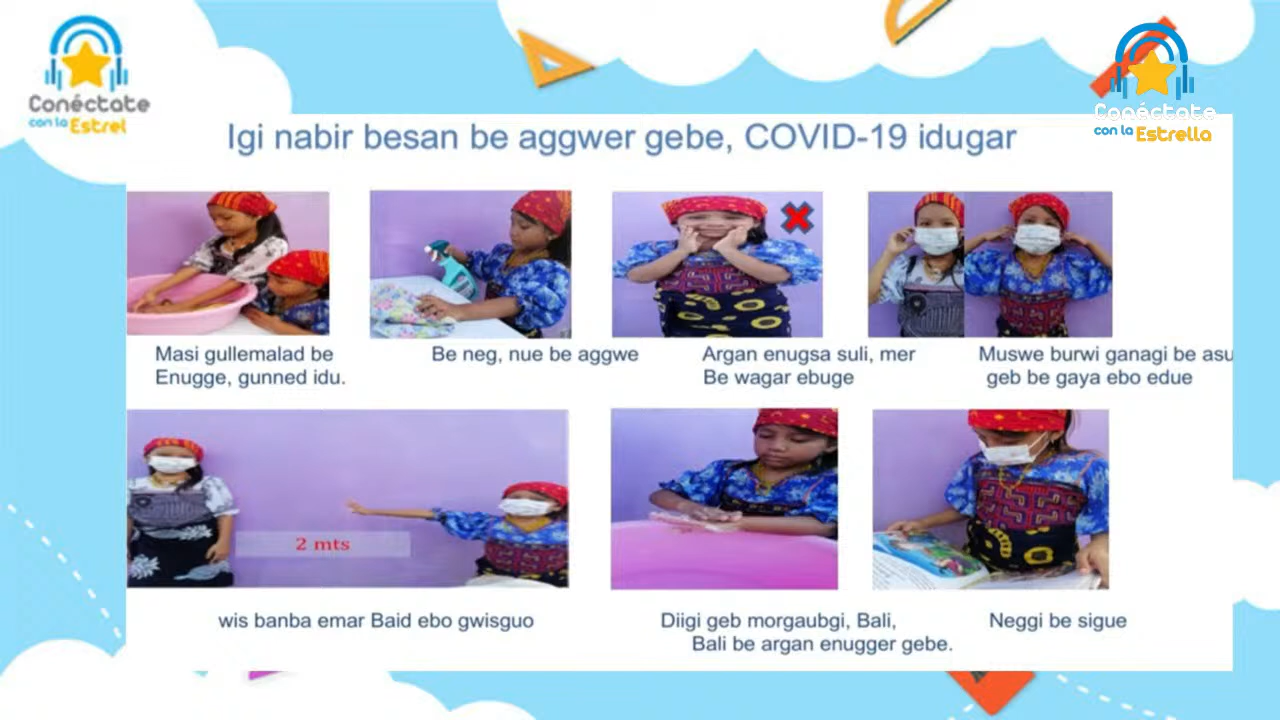 Conéctate
con la Estrel
Conéctate
con la Estrella
Igi nabir besan be aggwer gebe, COVID-19 idugar
Masi gullemalad be
Enugge, gunned idu.
Be neg, nue be aggwe
Argan enugsa suli, mer
Be wagar ebuge
Muswe burwi ganagi be asu
geb be gaya ebo edue
2 mts
wis banba emar Baid ebo gwisguo
Diigi geb morgaubgi, Bali,
Bali be argan enugger gebe.
Neggi be sigue